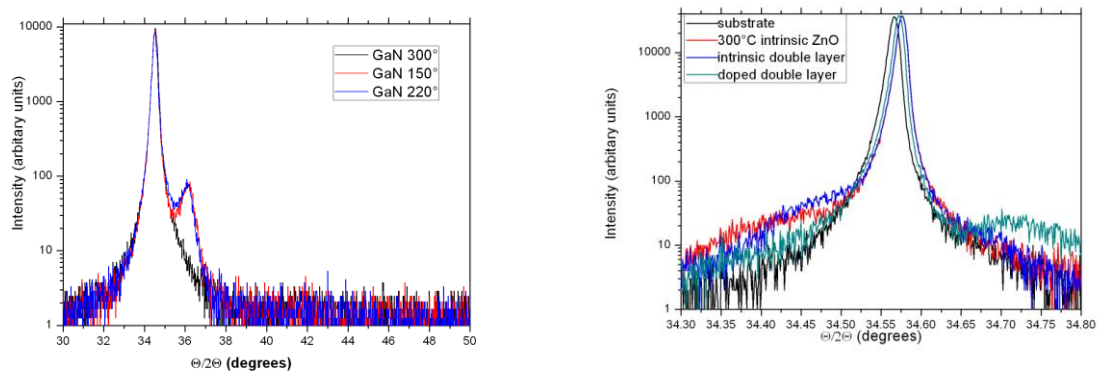 10000
1000
100
10
1
Intensity (arbitary units)
GaN 300°
GaN 150°
GaN 220°
30 32 34 36 38 40 42 44 46 48 50
Θ/2Θ (degrees)
10000
1000
100
10
1
Intensity (arbitary units)
substrate
300°C intrinsic ZnO
intrinsic double layer
doped double layer
34.30 34.35 34.40 34.45 34.50 34.55 34.60 34.65 34.70 34.75 34.80
Θ/2Θ (degrees)